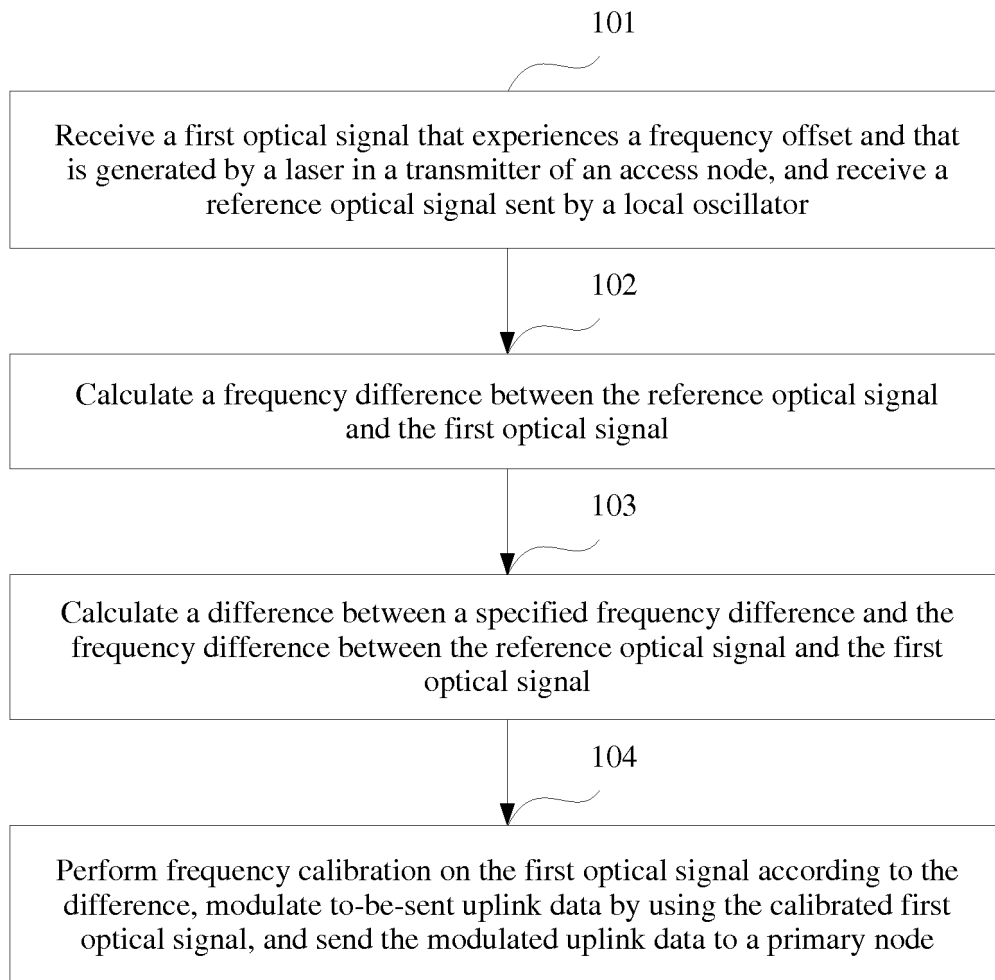 101
Receive a first optical signal that experiences a frequency offset and that
is generated by a laser in a transmitter of an access node, and receive a
reference optical signal sent by a local oscillator
102
Calculate a frequency difference between the reference optical signal
and the first optical signal
103
Calculate a difference between a specified frequency difference and the
frequency difference between the reference optical signal and the first
optical signal
104
Perform frequency calibration on the first optical signal according to the
difference, modulate to-be-sent uplink data by using the calibrated first
optical signal, and send the modulated uplink data to a primary node